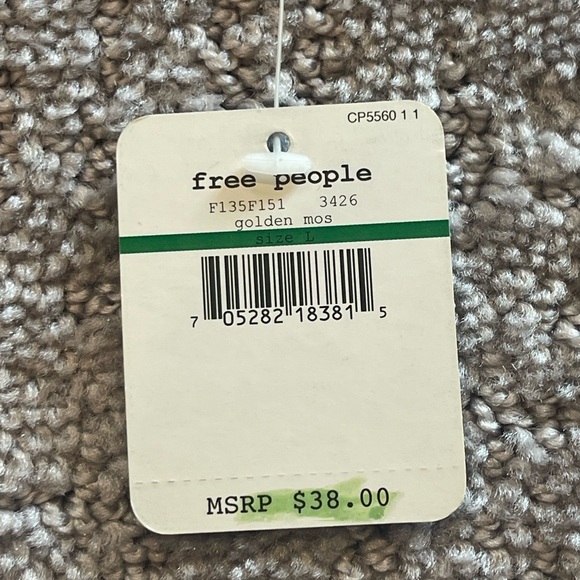 CP5560 1 1
free people
F135F151 3426
golden mos
size L
7 05282 18381 5
MSRP $38.00